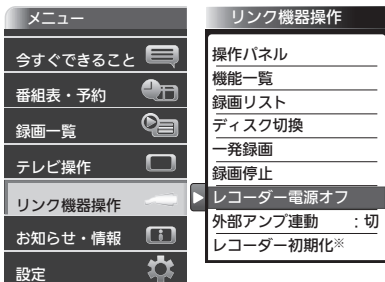 メニュー
今すぐできること
番組表・予約
録画一覧
テレビ操作
リンク機器操作
お知らせ・情報
設定
リンク機器操作
操作パネル
機能一覧
録画リスト
ディスク切換
一発録画
録画停止
レコーダー電源オフ
外部アンプ連動 :切
レコーダー初期化※